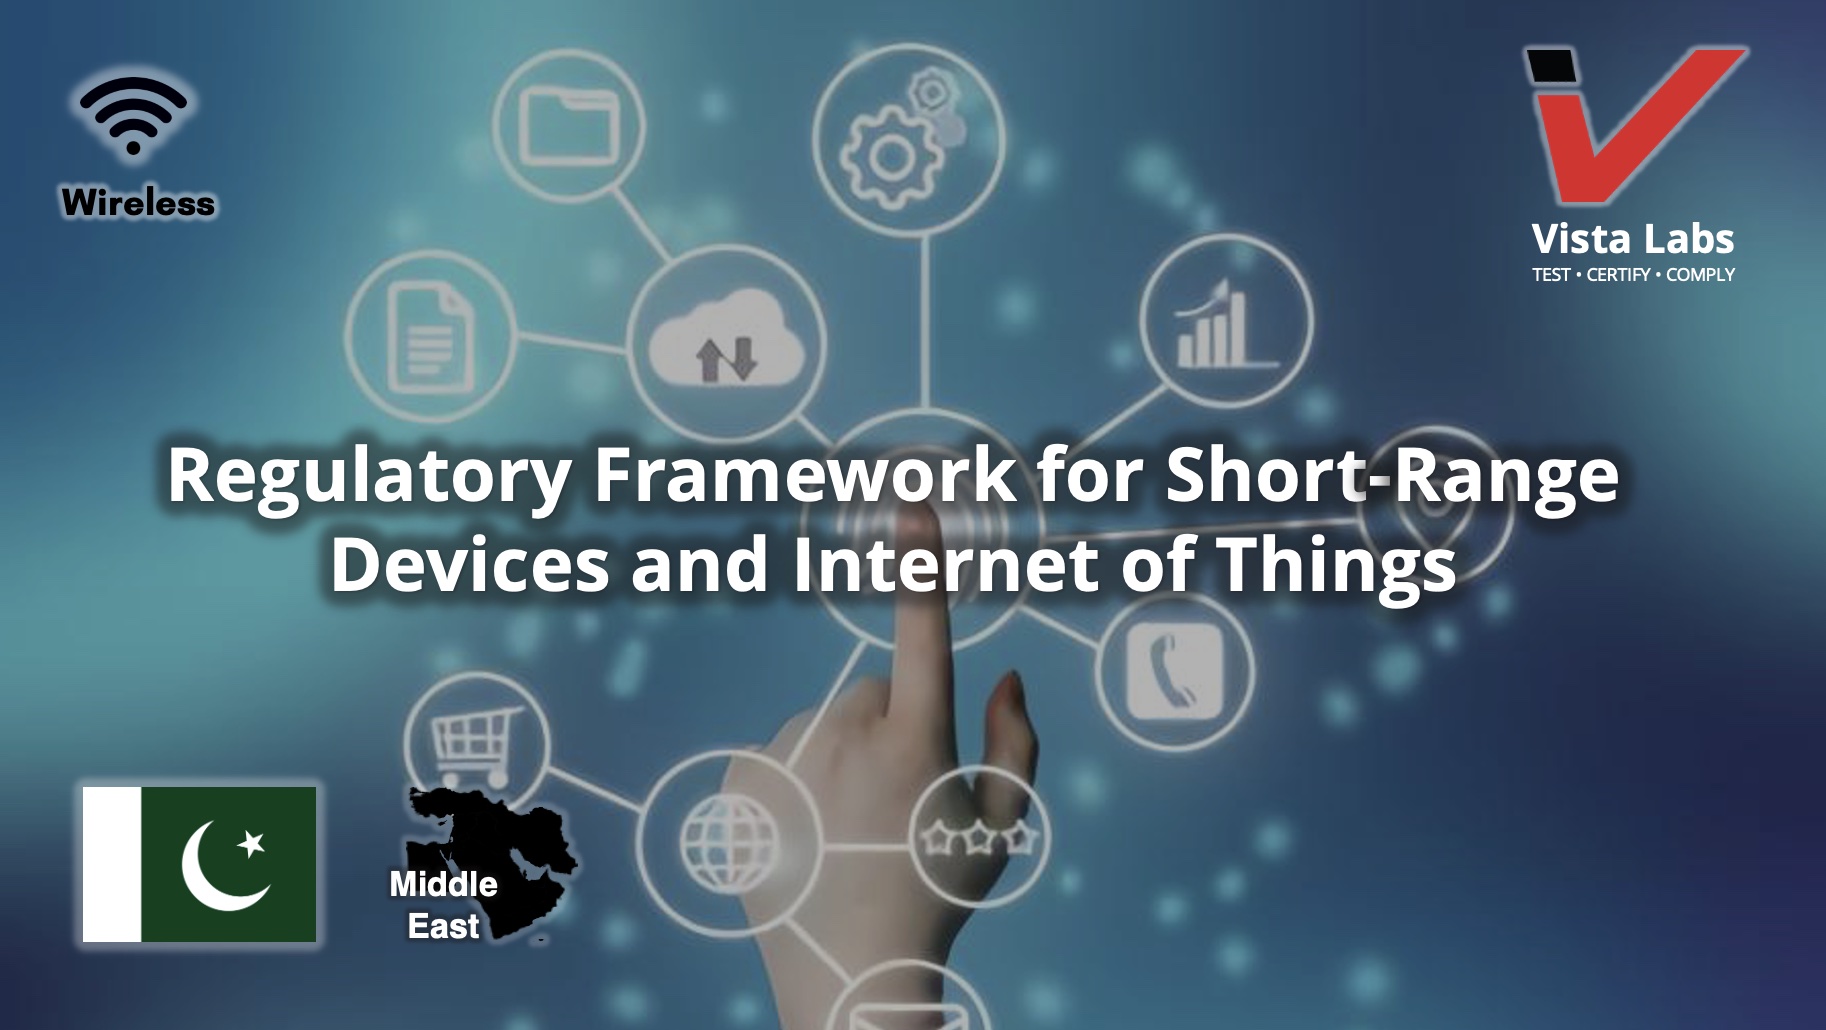 Wireless
Vista Labs
TEST • CERTIFY • COMPLY
Regulatory Framework for Short-Range
Devices and Internet of Things
Middle
East